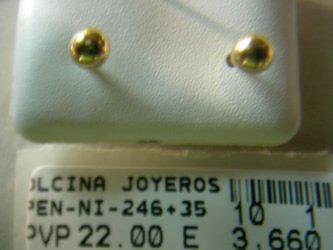 OLCINA JOYEROS
PEN-NI-246+35 10 1
PVP 22.00 E 3,660